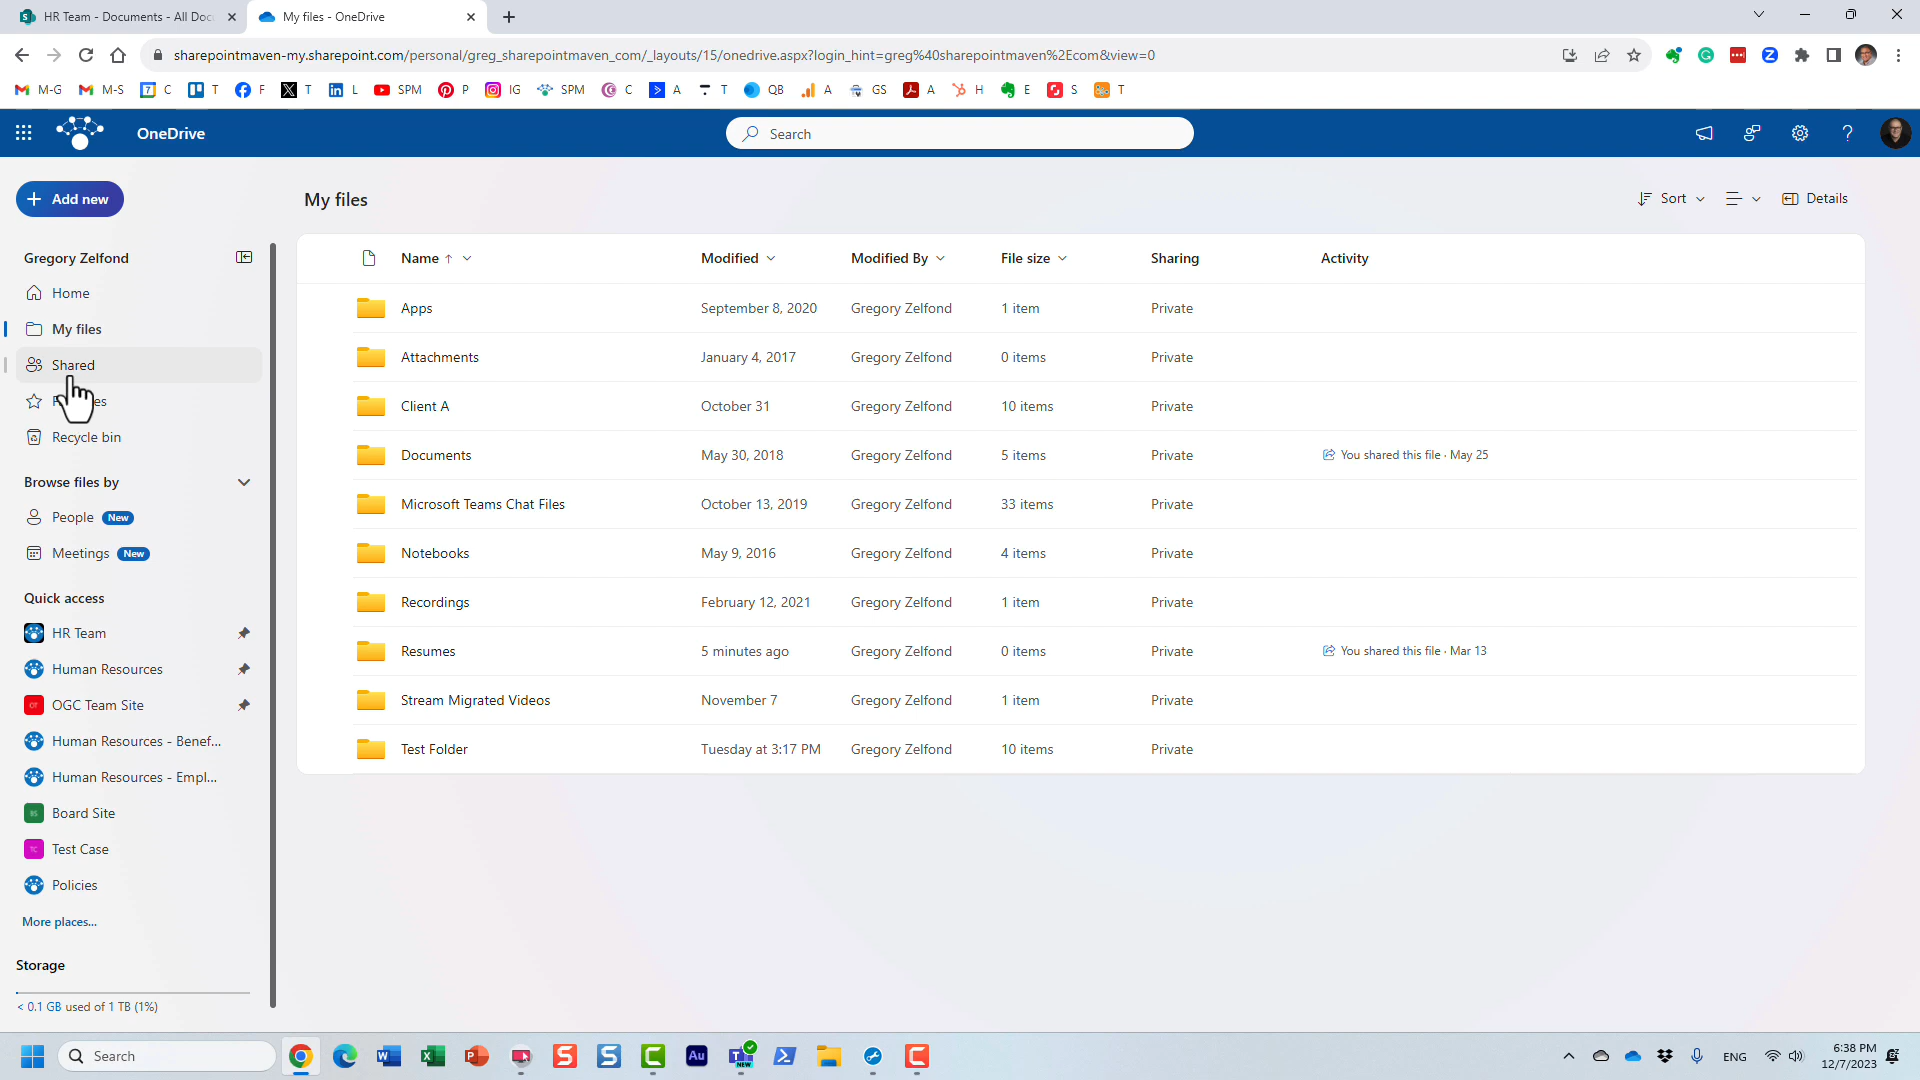 HR Team - Documents - All Doc
My files - OneDrive
sharepointmaven-my.sharepoint.com/personal/greg_sharepointmaven_com/_layouts/15/onedrive.aspx?login_hint=greg%40sharepointmaven%2Ecom&view=0
M-G M-S C T F T L SPM P IG SPM C A T QB A GS A H E S T
OneDrive
Search
Add new
My files
Sort
Details
Gregory Zelfond
Home
My files
Shared
Recycle bin
Browse files by
People New
Meetings New
Quick access
HR Team
Human Resources
OGC Team Site
Human Resources - Benef...
Human Resources - Empl...
Board Site
Test Case
Policies
More places...
Storage
< 0.1 GB used of 1 TB (1%)
Name Modified Modified By File size Sharing Activity
Apps September 8, 2020 Gregory Zelfond 1 item Private
Attachments January 4, 2017 Gregory Zelfond 0 items Private
Client A October 31 Gregory Zelfond 10 items Private
Documents May 30, 2018 Gregory Zelfond 5 items Private You shared this file · May 25
Microsoft Teams Chat Files October 13, 2019 Gregory Zelfond 33 items Private
Notebooks May 9, 2016 Gregory Zelfond 4 items Private
Recordings February 12, 2021 Gregory Zelfond 1 item Private
Resumes 5 minutes ago Gregory Zelfond 0 items Private You shared this file · Mar 13
Stream Migrated Videos November 7 Gregory Zelfond 1 item Private
Test Folder Tuesday at 3:17 PM Gregory Zelfond 10 items Private
Search
ENG
6:38 PM
12/7/2023